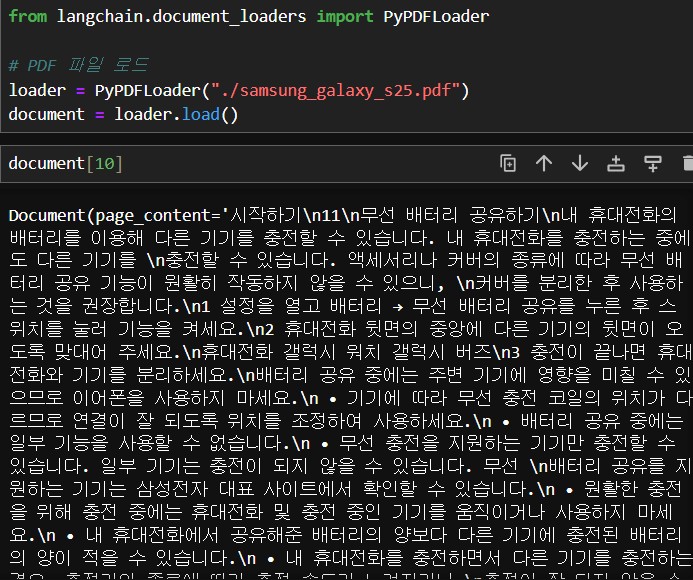 from langchain.document_loaders import PyPDFLoader
# PDF 파일 로드
loader = PyPDFLoader("./samsung_galaxy_s25.pdf")
document = loader.load()
document[10]
Document(page_content='시작하기\n11\n무선 배터리 공유하기\n내 휴대전화의
배터리를 이용해 다른 기기를 충전할 수 있습니다. 내 휴대전화를 충전하는 중에
도 다른 기기를 \n충전할 수 있습니다. 액세서리나 커버의 종류에 따라 무선 배
터리 공유 기능이 원활히 작동하지 않을 수 있으니, \n커버를 분리한 후 사용하
는 것을 권장합니다.\n1 설정을 열고 배터리 → 무선 배터리 공유를 누른 후 스
위치를 눌러 기능을 켜세요.\n2 휴대전화 뒷면의 중앙에 다른 기기의 뒷면이 오
도록 맞대어 주세요.\n휴대전화 갤럭시 워치 갤럭시 버즈\n3 충전이 끝나면 휴대
전화와 기기를 분리하세요.\n배터리 공유 중에는 주변 기기에 영향을 미칠 수 있
으므로 이어폰을 사용하지 마세요.\n • 기기에 따라 무선 충전 코일의 위치가 다
르므로 연결이 잘 되도록 위치를 조정하여 사용하세요.\n • 배터리 공유 중에는
일부 기능을 사용할 수 없습니다.\n • 무선 충전을 지원하는 기기만 충전할 수
있습니다. 일부 기기는 충전이 되지 않을 수 있습니다. 무선 \n배터리 공유를 지
원하는 기기는 삼성전자 대표 사이트에서 확인할 수 있습니다.\n • 원활한 충전
을 위해 충전 중에는 휴대전화 및 충전 중인 기기를 움직이거나 사용하지 마세
요.\n • 내 휴대전화에서 공유해준 배터리의 양보다 다른 기기에 충전된 배터리
의 양이 적을 수 있습니다.\n • 내 휴대전화를 충전하면서 다른 기기를 충전하는